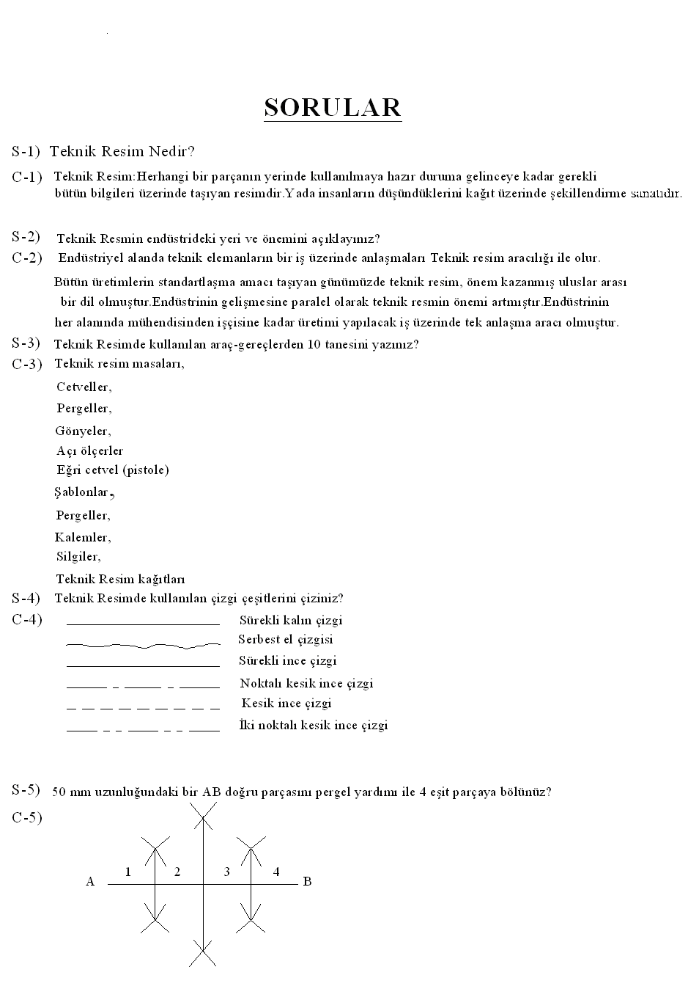 SORULAR
S-1) Teknik Resim Nedir?
C-1) Teknik Resim:Herhangi bir parçanın yerinde kullanılmaya hazır duruma gelinceye kadar gerekli
bütün bilgileri üzerinde taşıyan resimdir.Yada insanların düşündüklerini kağıt üzerinde şekillendirme sanatıdır.
S-2) Teknik Resmin endüstrideki yeri ve önemini açıklayınız?
C-2) Endüstriyel alanda teknik elemanların bir iş üzerinde anlaşmaları Teknik resim aracılığı ile olur.
Bütün üretimlerin standartlaşma amacı taşıyan günümüzde teknik resim, önem kazanmış uluslar arası
bir dil olmuştur.Endüstrinin gelişmesine paralel olarak teknik resmin önemi artmıştır.Endüstrinin
her alanında mühendisinden işçisine kadar üretimi yapılacak iş üzerinde tek anlaşma aracı olmuştur.
S-3) Teknik Resimde kullanılan araç-gereçlerden 10 tanesini yazınız?
C-3) Teknik resim masaları,
Cetveller,
Pergeller,
Gönyeler,
Açı ölçerler
Eğri cetvel (pistole)
Şablonlar,
Pergeller,
Kalemler,
Silgiler,
Teknik Resim kağıtları
S-4) Teknik Resimde kullanılan çizgi çeşitlerini çiziniz?
C-4) Sürekli kalın çizgi
Serbest el çizgisi
Sürekli ince çizgi
Noktalı kesik ince çizgi
Kesik ince çizgi
İki noktalı kesik ince çizgi
S-5) 50 mm uzunluğundaki bir AB doğru parçasını pergel yardımı ile 4 eşit parçaya bölünüz?
C-5)
1 2 3 4
A B